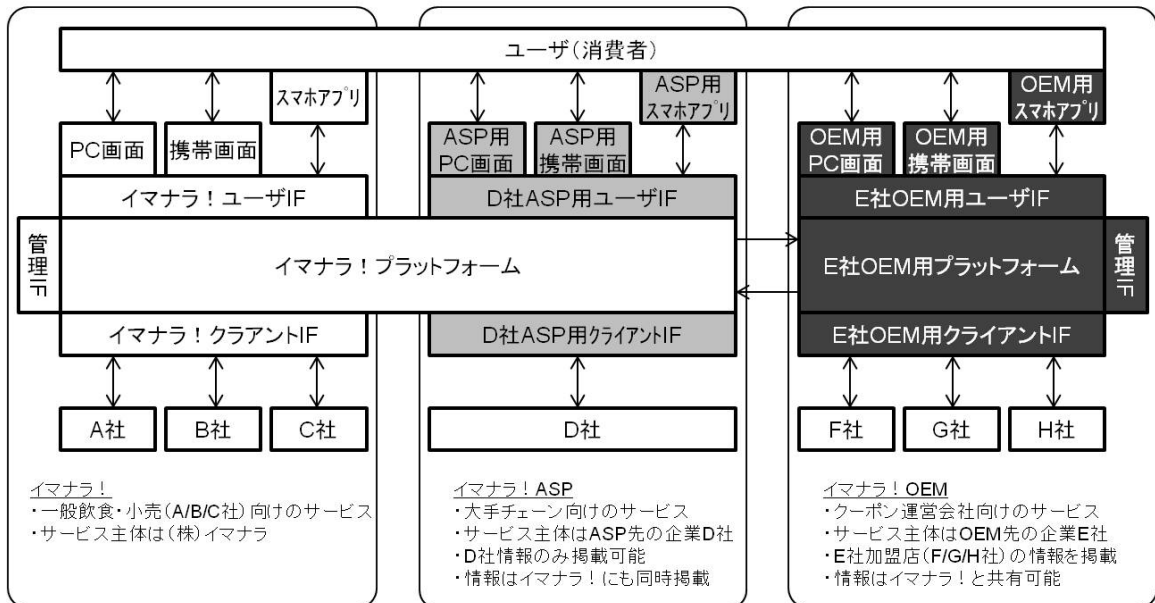 ユーザ(消費者)
スマホアプリ
PC画面
携帯画面
イマナラ！ユーザIF
管理IF
イマナラ！プラットフォーム
イマナラ！クラアントIF
A社
B社
C社
イマナラ！
・一般飲食・小売(A/B/C社)向けのサービス
・サービス主体は(株)イマナラ
ASP用
スマホアプリ
ASP用
PC画面
ASP用
携帯画面
D社ASP用ユーザIF
D社ASP用クライアントIF
D社
イマナラ！ASP
・大手チェーン向けのサービス
・サービス主体はASP先の企業D社
・D社情報のみ掲載可能
・情報はイマナラ！にも同時掲載
OEM用
スマホアプリ
OEM用
PC画面
OEM用
携帯画面
E社OEM用ユーザIF
E社OEM用プラットフォーム
管理IF
E社OEM用クライアントIF
F社
G社
H社
イマナラ！OEM
・クーポン運営会社向けのサービス
・サービス主体はOEM先の企業E社
・E社加盟店(F/G/H社)の情報を掲載
・情報はイマナラ！と共有可能